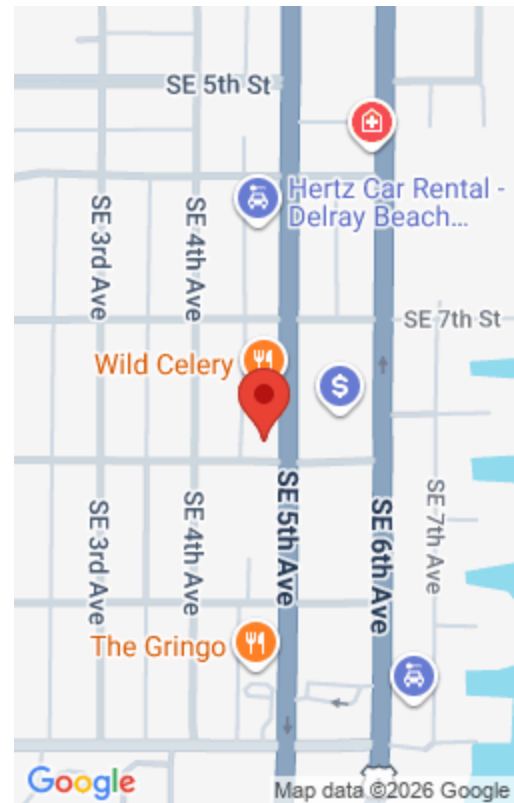 SE 5th St
Hertz Car Rental -
Delray Beach...
SE 3rd Ave
SE 4th Ave
SE 7th St
Wild Celery
$
SE 3rd Ave
SE 4th Ave
SE 5th Ave
SE 6th Ave
SE 7th Ave
The Gringo
Google
Map data ©2026 Google